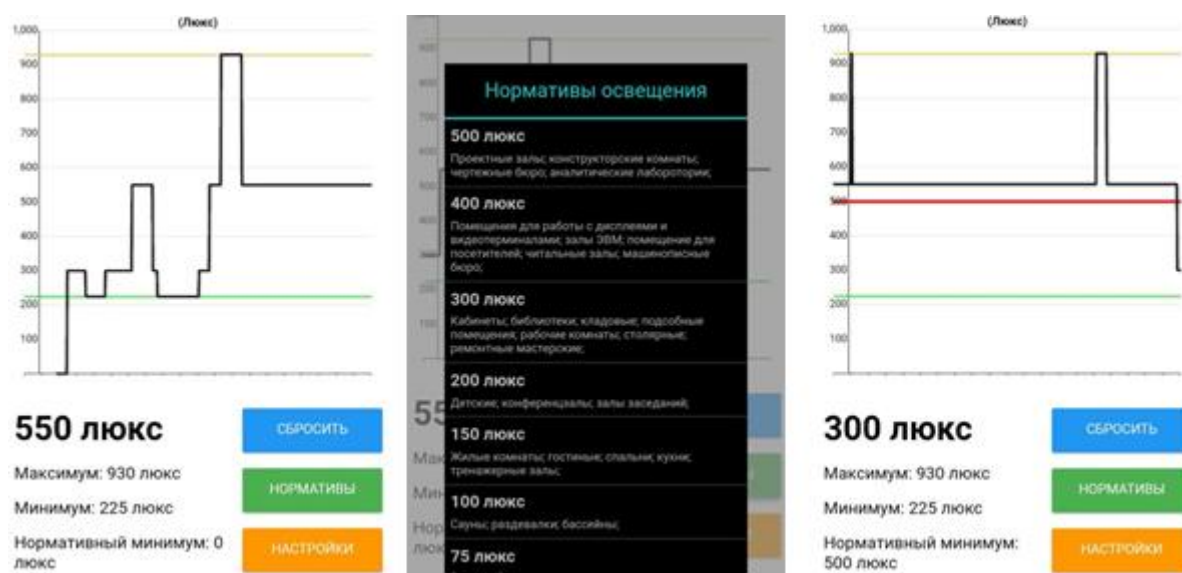 (Люкс)
1,000
900
800
700
600
500
400
300
200
100
550 люкс
СБРОСИТЬ
Максимум: 930 люкс
НОРМАТИВЫ
Минимум: 225 люкс
Нормативный минимум: 0
люкс
НАСТРОЙКИ
Нормативы освещения
500 люкс
Проектные залы; конструкторские комнаты;
чертежные бюро; аналитические лаборотории;
400 люкс
Помещения для работы с дисплеями и
видеотерминалами; залы ЭВМ; помещение для
посетителей; читальные залы; машинописные
бюро;
300 люкс
Кабинеты; библиотеки; кладовые; подсобные
помещения; рабочие комнаты; столярные;
ремонтные мастерские;
200 люкс
Детские; конференцзалы; залы заседаний;
150 люкс
Жилые комнаты; гостиные; спальни; кухни;
тренажерные залы;
100 люкс
Сауны; раздевалки; бассейны;
75 люкс
(Люкс)
1,000
900
800
700
600
500
400
300
200
100
300 люкс
СБРОСИТЬ
Максимум: 930 люкс
НОРМАТИВЫ
Минимум: 225 люкс
Нормативный минимум:
500 люкс
НАСТРОЙКИ